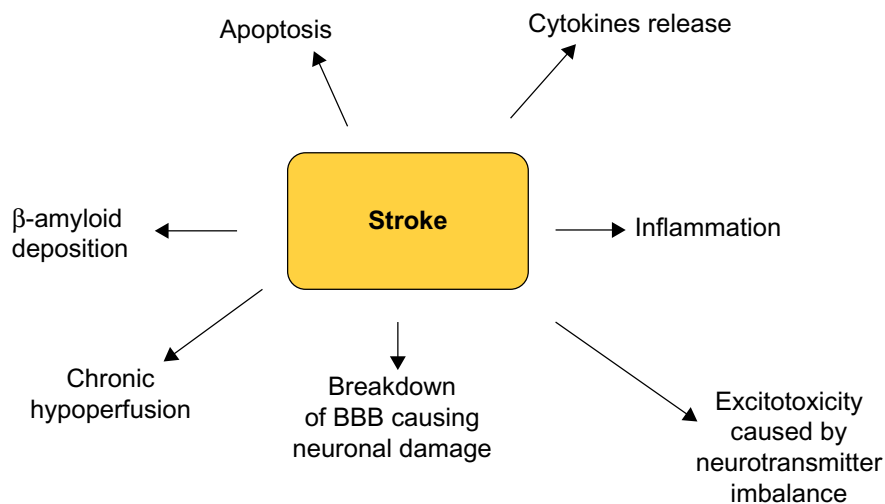 Apoptosis
Cytokines release
Stroke
β-amyloid
deposition
Inflammation
Chronic
hypoperfusion
Breakdown
of BBB causing
neuronal damage
Excitotoxicity
caused by
neurotransmitter
imbalance